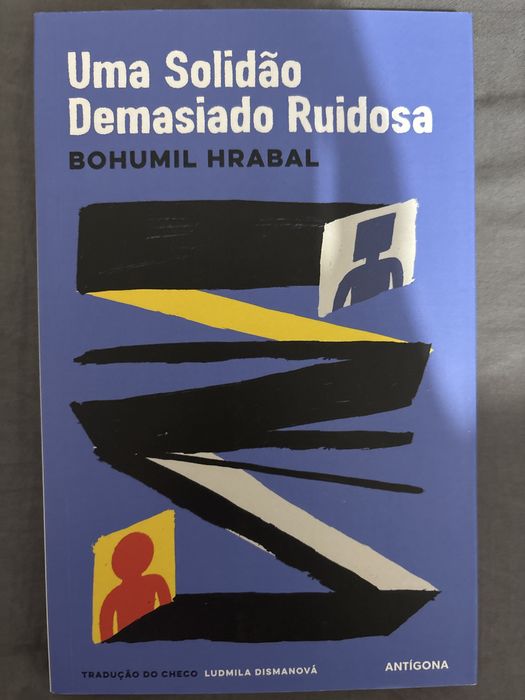 Uma Solidão
Demasiado Ruidosa
BOHUMIL HRABAL
TRADUÇÃO DO CHECO LUDMILA DISMANOVÁ
ANTÍGONA